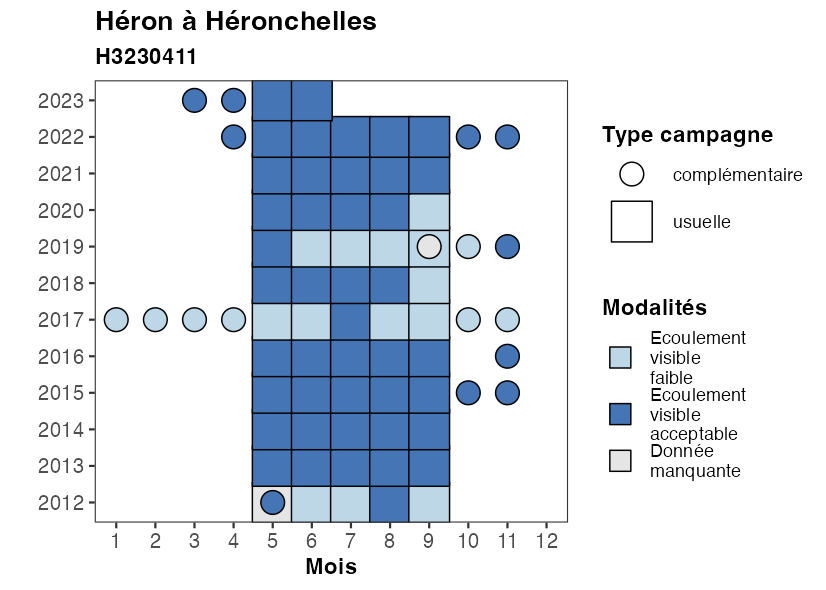 Héron à Héronchelles
H3230411
2023
2022
2021
2020
2019
2018
2017
2016
2015
2014
2013
2012
1 2 3 4 5 6 7 8 9 10 11 12
Mois
Type campagne
complémentaire
usuelle
Modalités
Ecoulement
visible
faible
Ecoulement
visible
acceptable
Donnée
manquante